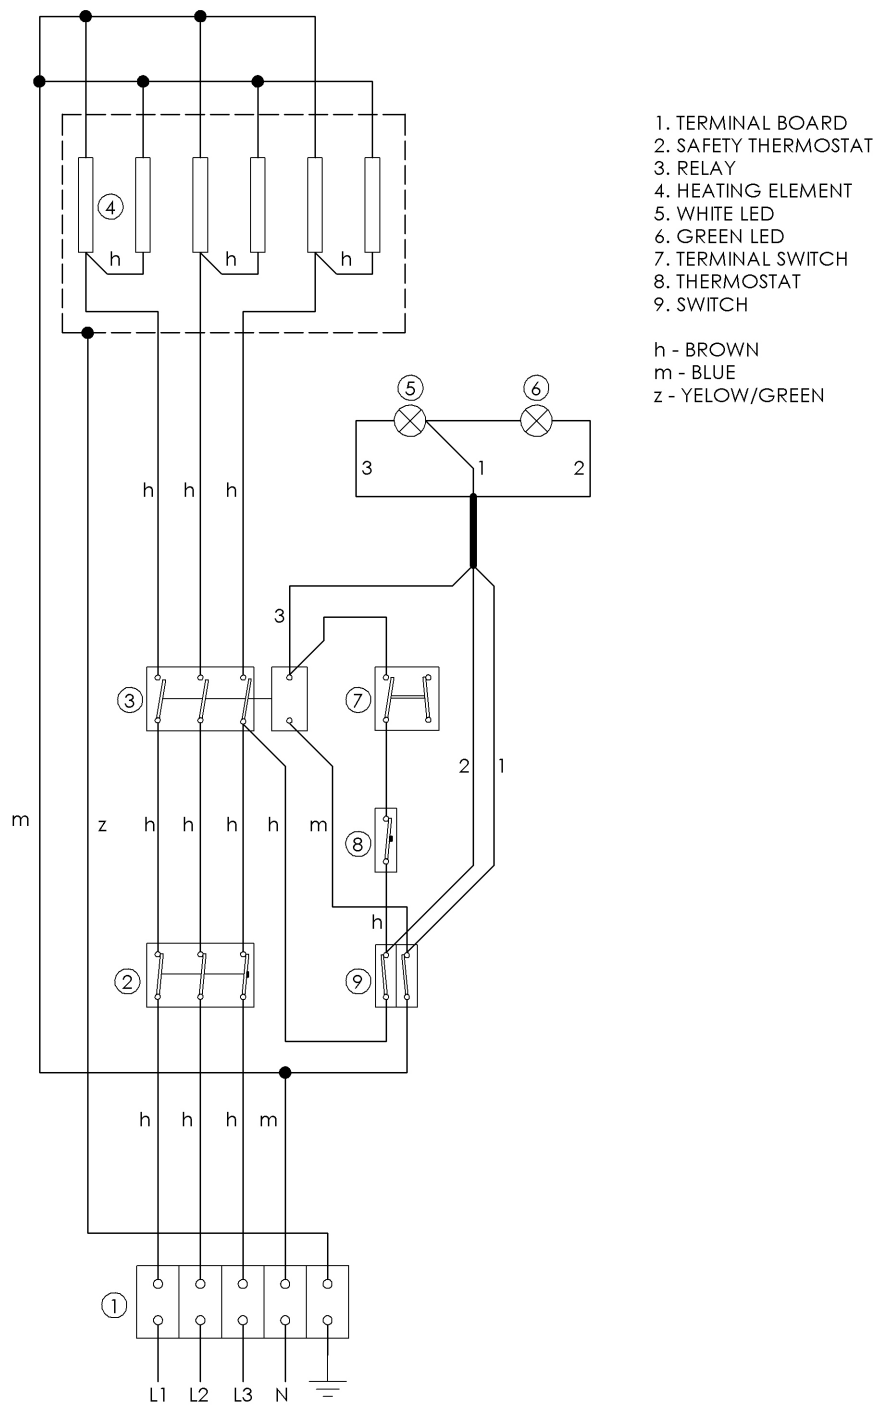 1. TERMINAL BOARD
2. SAFETY THERMOSTAT
3. RELAY
4. HEATING ELEMENT
5. WHITE LED
6. GREEN LED
7. TERMINAL SWITCH
8. THERMOSTAT
9. SWITCH
h - BROWN
m - BLUE
z - YELOW/GREEN
4
h h h
5 6
3 1 2
h h h
3
3 7
2 1
m z h h h h m
8
h
2 9
h h h m
1
L1 L2 L3 N